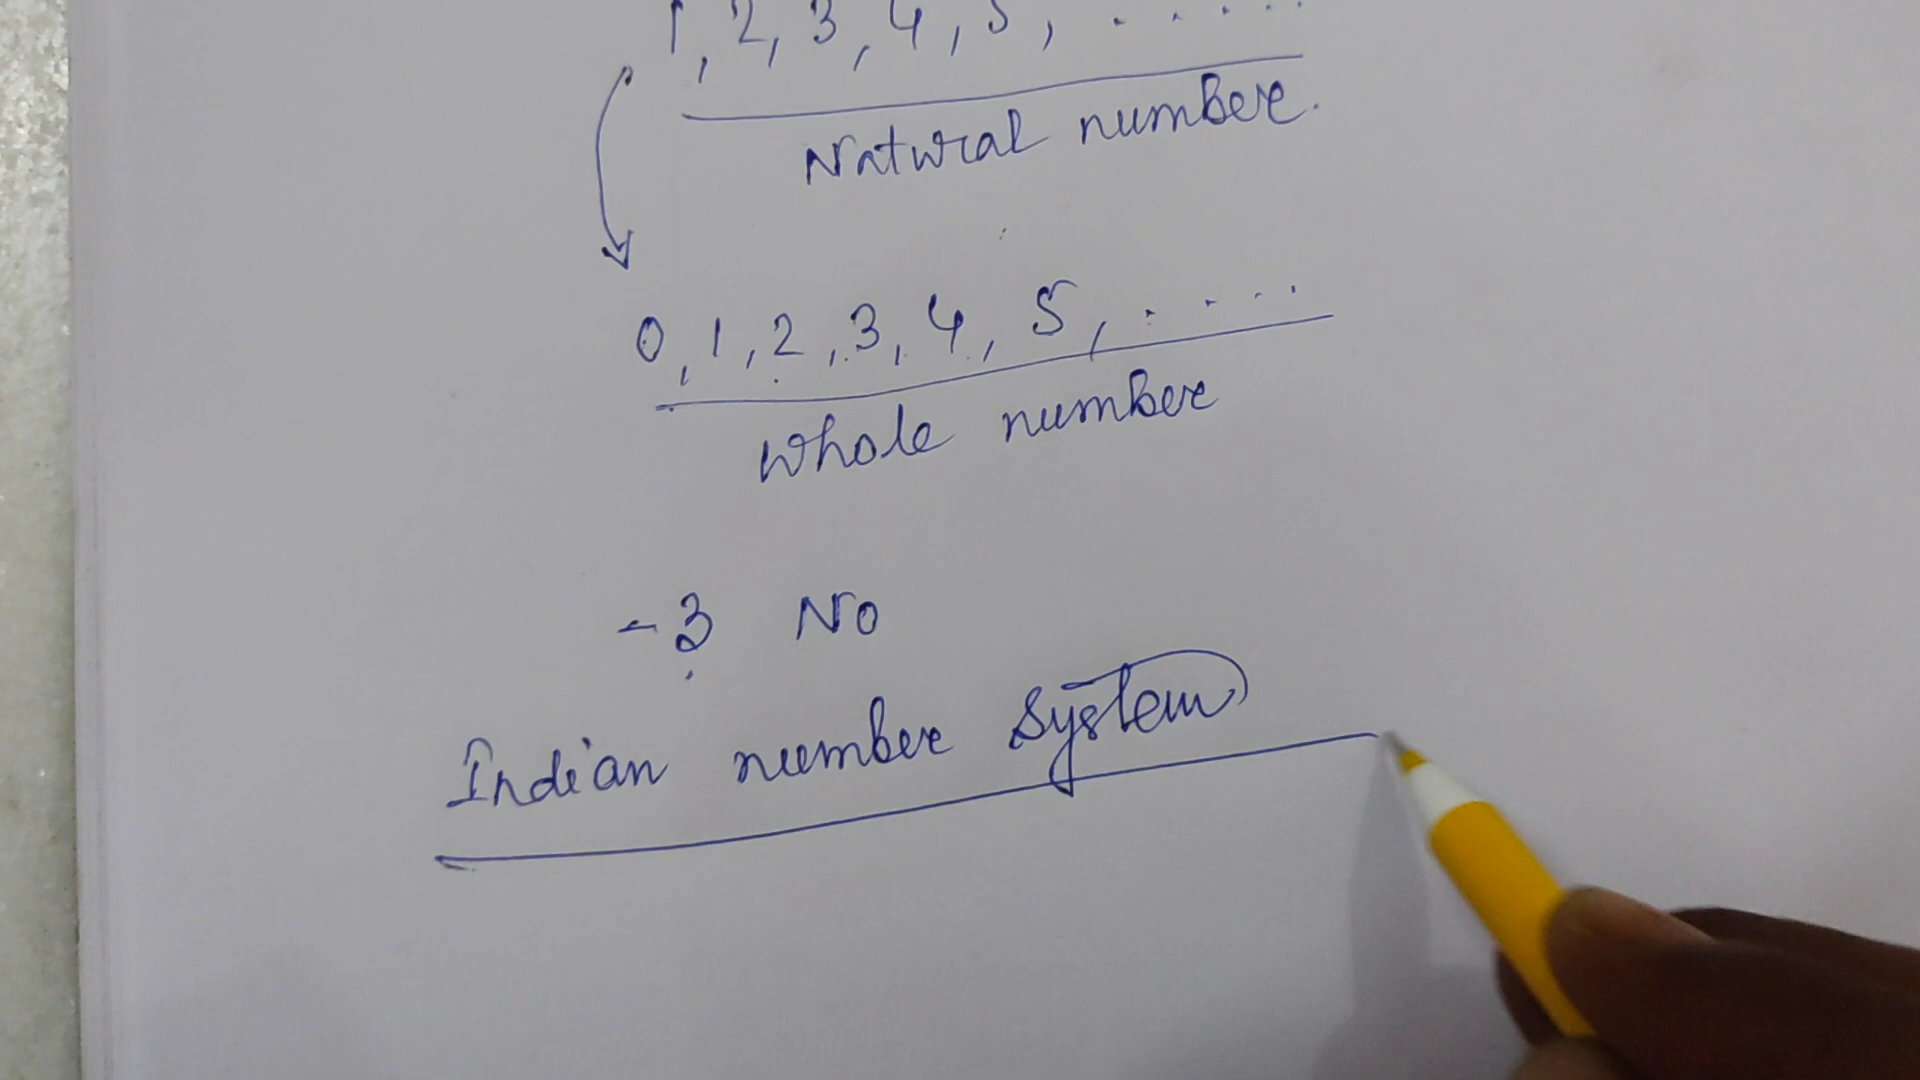 1, 2, 3, 4, 5, .....
Natural number.
0, 1, 2, 3, 4, 5, .....
Whole number
-3 No
Indian number System